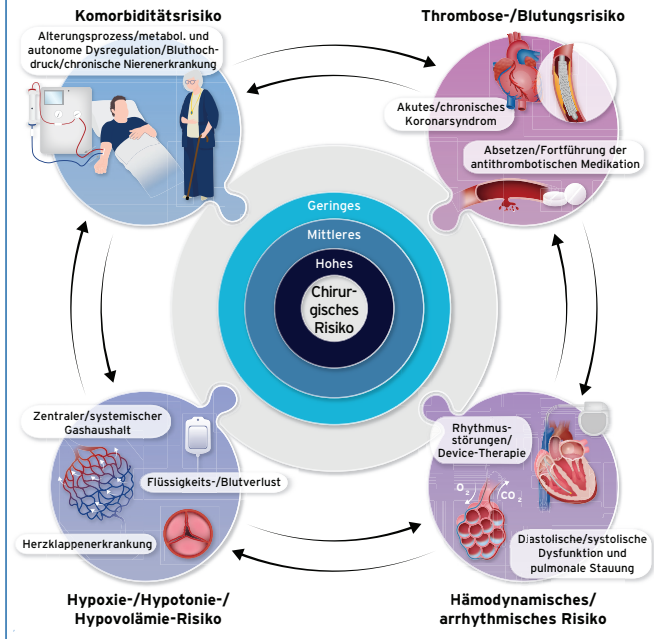 Komorbiditätsrisiko
Alterungsprozess/metabol. und
autonome Dysregulation/Bluthoch-
druck/chronische Nierenerkrankung
Thrombose-/Blutungsrisiko
Akutes/chronisches
Koronarsyndrom
Absetzen/Fortführung der
antithrombotischen Medikation
Geringes
Mittleres
Hohes
Chirur-
gisches
Risiko
Zentraler/systemischer
Gashaushalt
Flüssigkeits-/Blutverlust
Herzklappenerkrankung
Hypoxie-/Hypotonie-/
Hypovolämie-Risiko
Rhythmus-
störungen/
Device-Therapie
O2
CO2
Diastolische/systolische
Dysfunktion und
pulmonale Stauung
Hämodynamisches/
arrhythmisches Risiko